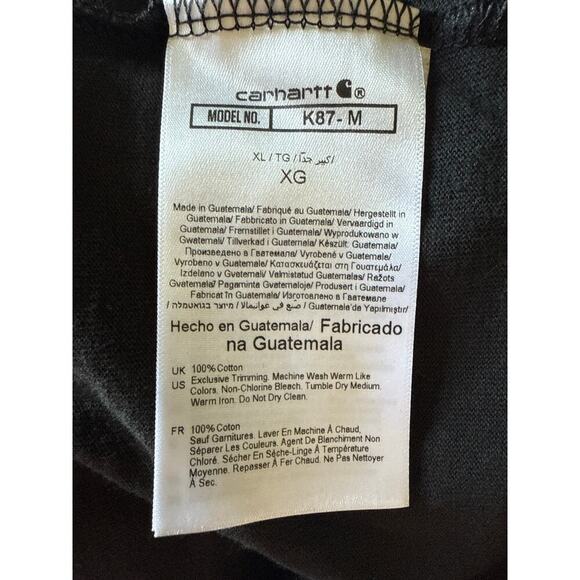 carhartt ®
MODEL NO. K87- M
XL / TG / كبير جدًا /
XG
Made in Guatemala/ Fabriqué au Guatemala/ Hergestellt in
Guatemala/ Fabbricato in Guatemala/ Vervaardigd in
Guatemala/ Fremstillet i Guatemala/ Wyprodukowano w
Gwatemali/ Tillverkad i Guatemala/ Készült: Guatemala/
Произведено в Гватемала/ Vyrobené v Guatemale/
Vyrobeno v Guatemale/ Κατασκευάζεται στη Γουατεμάλα/
Izdelano v Gvatemali/ Valmistatud Guatemalas/ Ražots
Gvatemalā/ Pagaminta Gvatemaloje/ Produsert i Guatemala/
Fabricat în Guatemala/ Изготовлено в Гватемале
/ صُنع في غواتيمالا / מיוצר בגואטמלה / Guatemala'da Yapılmıştır/
Hecho en Guatemala/ Fabricado
na Guatemala
UK 100% Cotton
US Exclusive Trimming. Machine Wash Warm Like
Colors. Non-Chlorine Bleach. Tumble Dry Medium.
Warm Iron. Do Not Dry Clean.
FR 100% Coton
Sauf Garnitures. Laver En Machine À Chaud,
Séparer Les Couleurs. Agent De Blanchiment Non
Chloré. Sécher En Sèche-Linge À Température
Moyenne. Repasser À Fer Chaud. Ne Pas Nettoyer
À Sec.